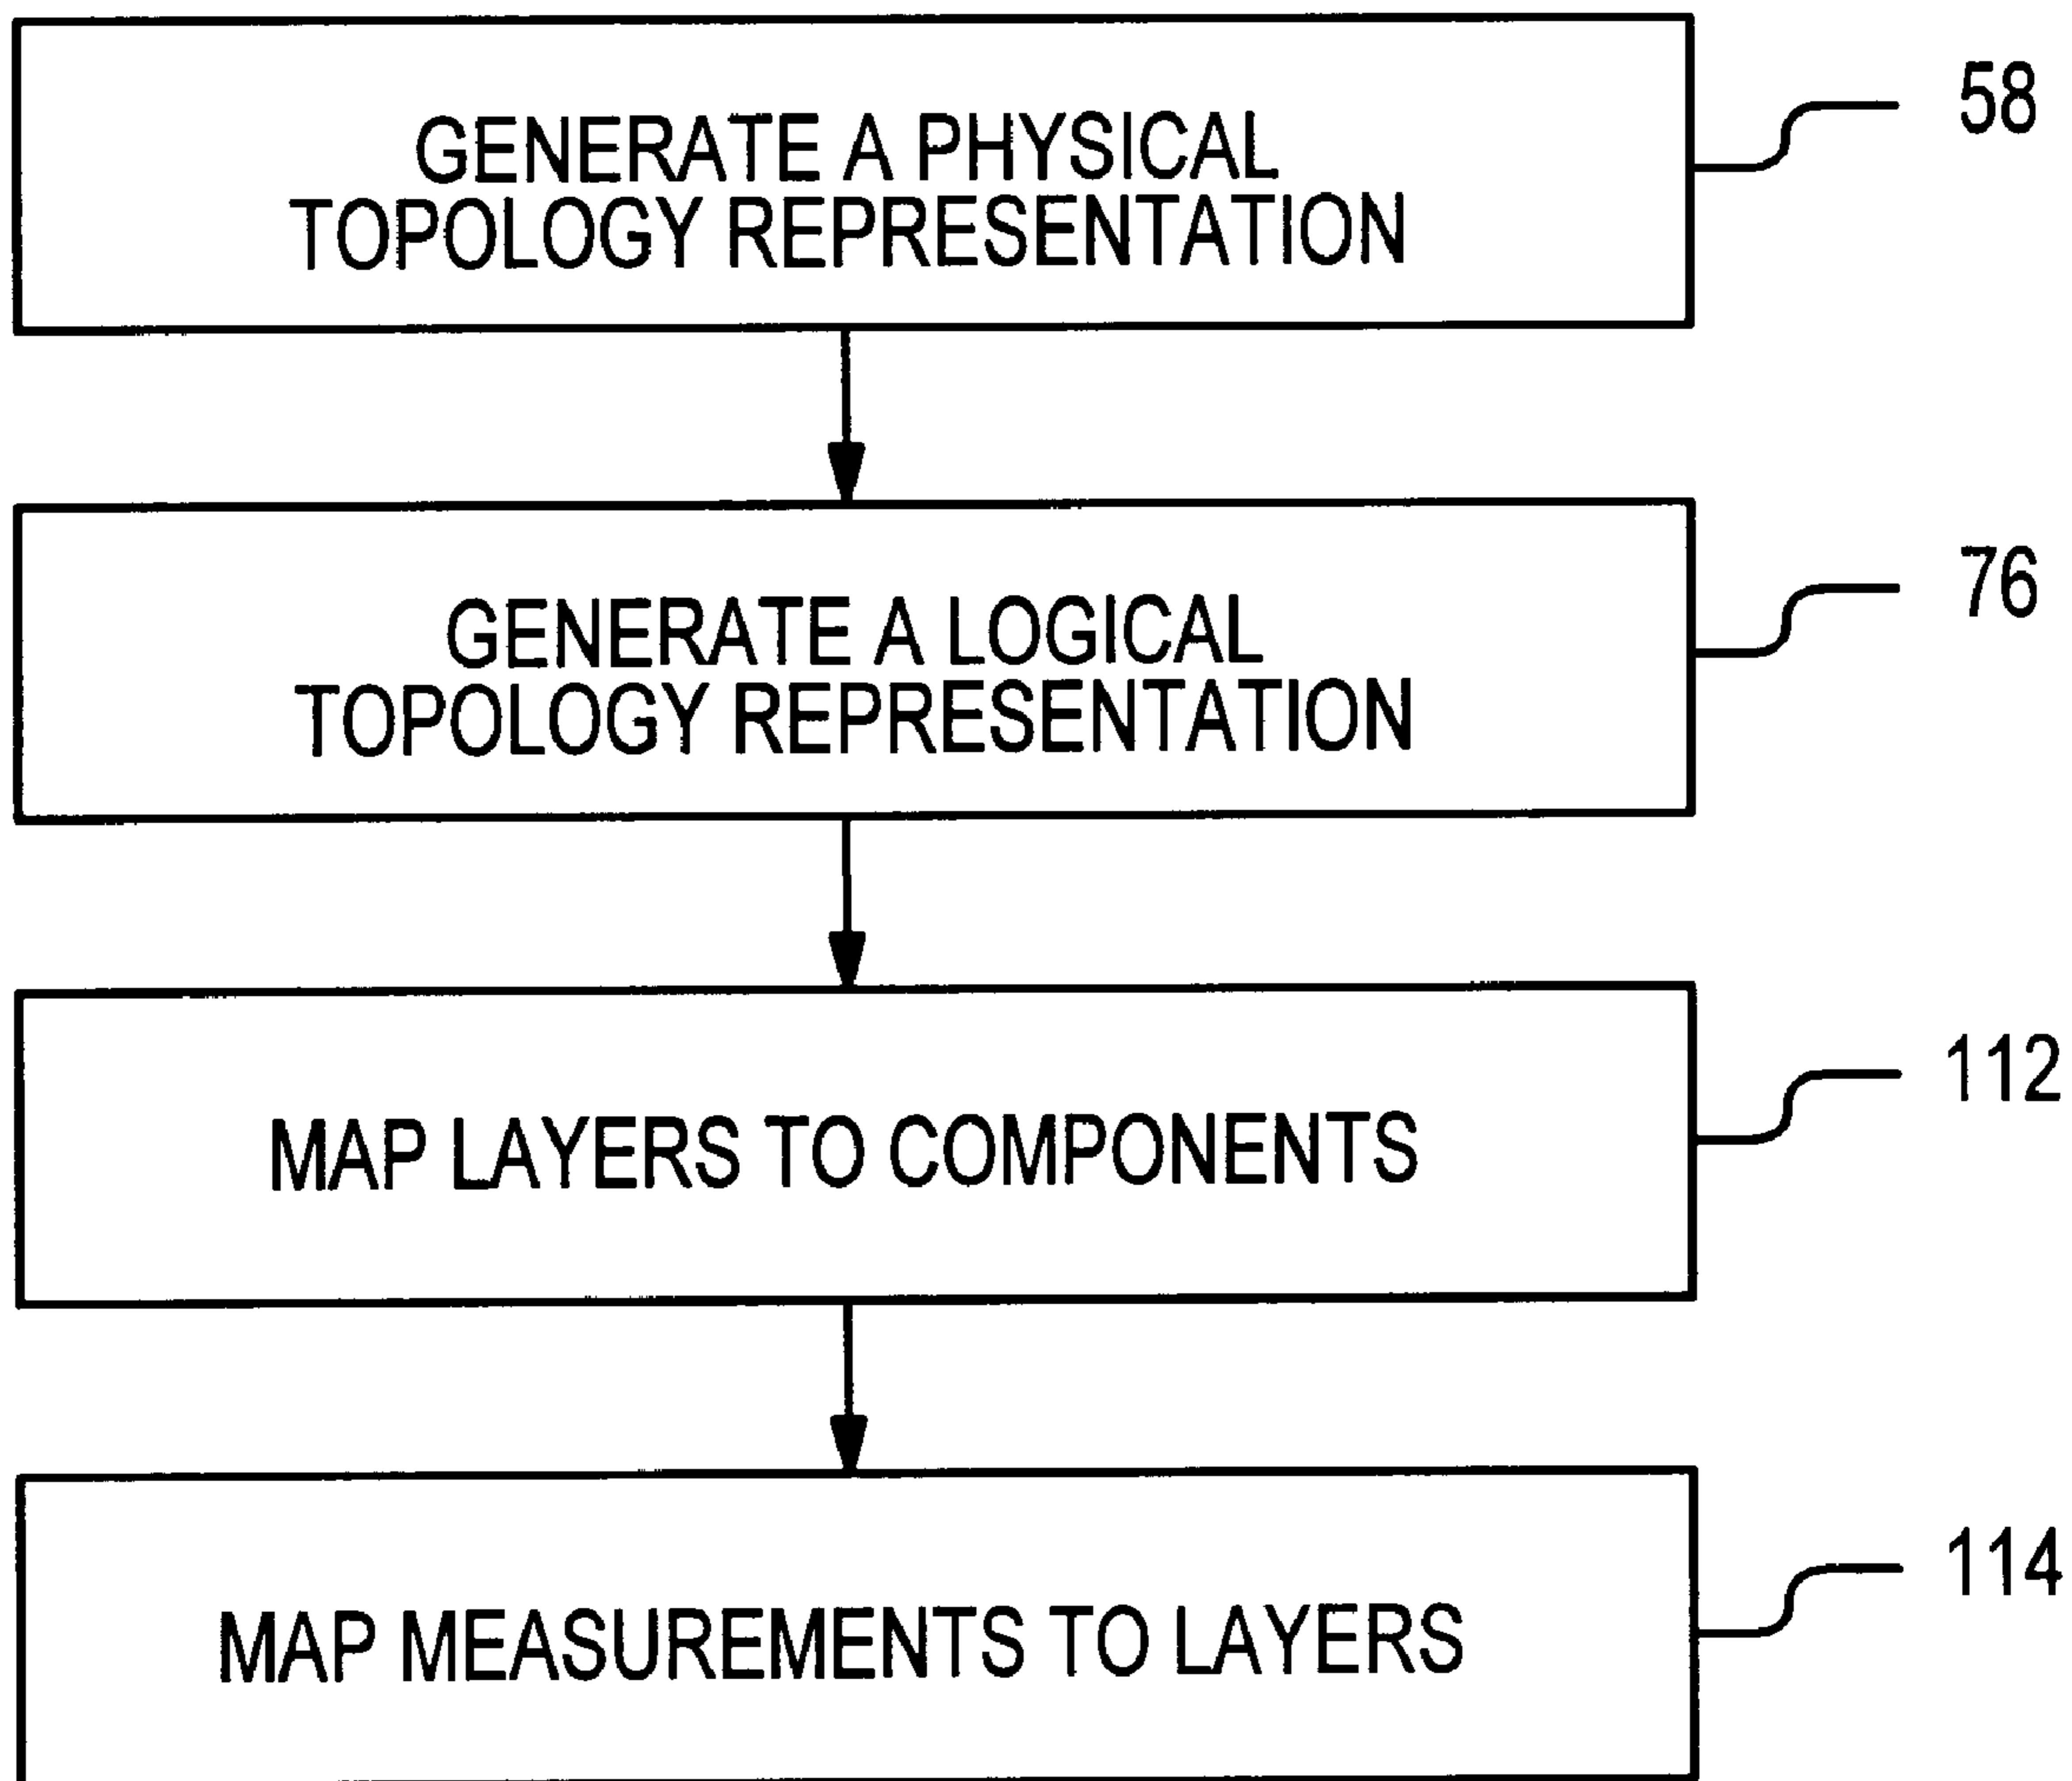 GENERATE A PHYSICAL
TOPOLOGY REPRESENTATION
58
GENERATE A LOGICAL
TOPOLOGY REPRESENTATION
76
MAP LAYERS TO COMPONENTS
112
MAP MEASUREMENTS TO LAYERS
114